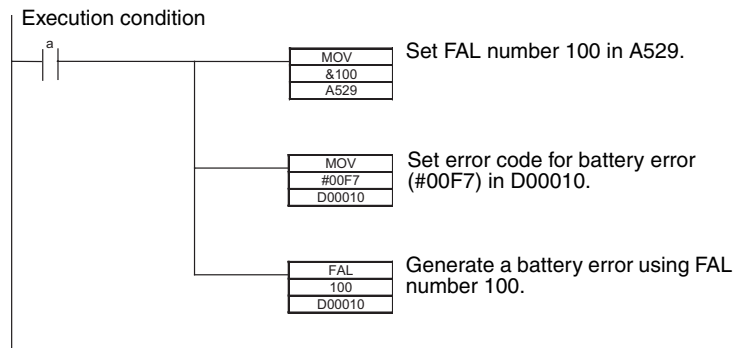 Execution condition
a
MOV
&100
A529
Set FAL number 100 in A529.
MOV
#00F7
D00010
Set error code for battery error
(#00F7) in D00010.
FAL
100
D00010
Generate a battery error using FAL
number 100.